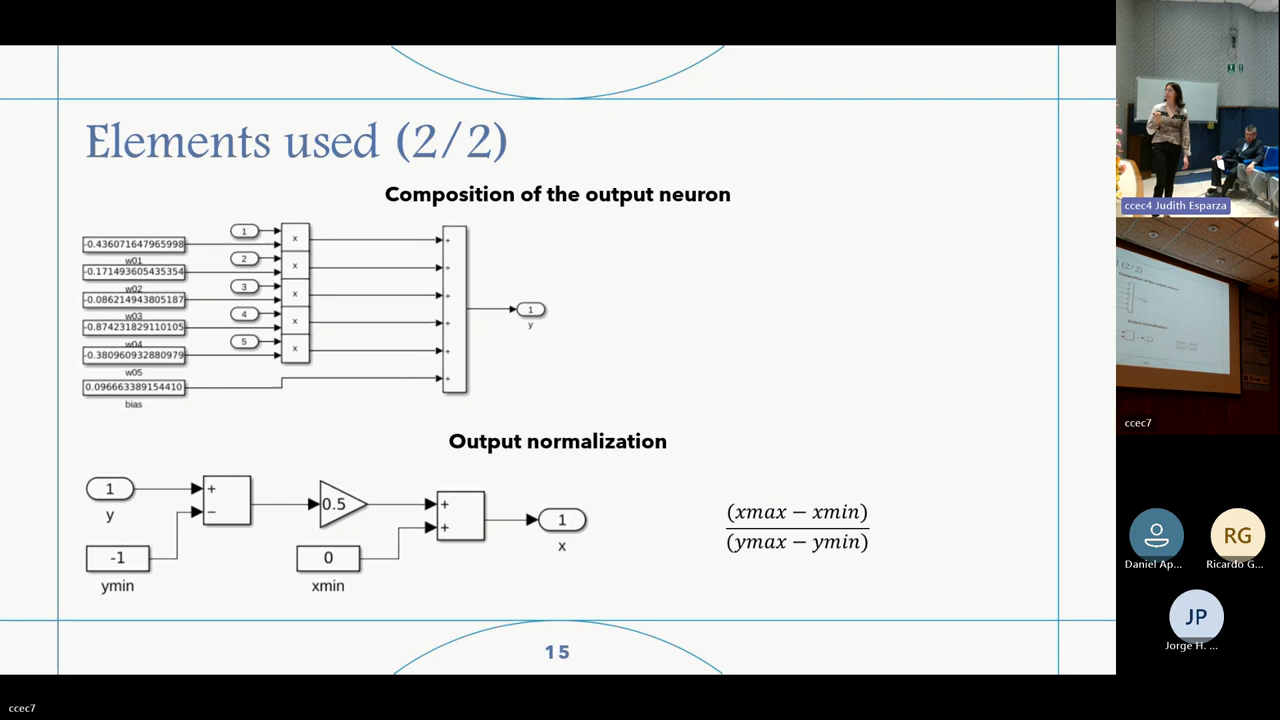 Elements used (2/2)
Composition of the output neuron
-0.436071647965998
w01
-0.171493605435354
w02
-0.086214943805187
w03
-0.874231829110105
w04
-0.380960932880979
w05
0.096663389154410
bias
1
2
3
4
5
x
x
x
x
x
+
+
+
+
+
+
1
y
Output normalization
1
y
-1
ymin
+
−
0.5
0
xmin
+
+
1
x
(xmax − xmin)
(ymax − ymin)
15
ccec7
ccec4 Judith Esparza
ccec7
Daniel Ap...
RG
Ricardo G...
JP
Jorge H. ...